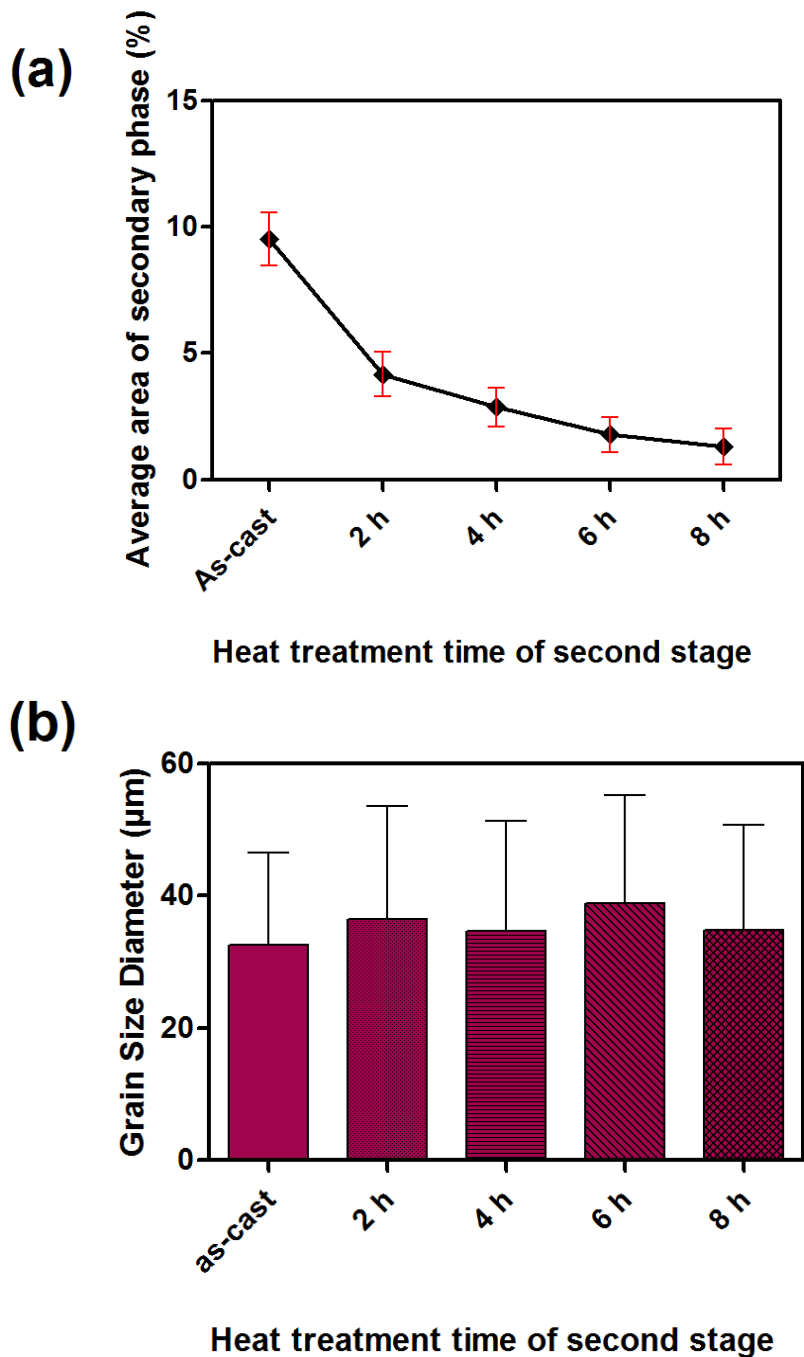 (a)
Average area of secondary phase (%)
15
10
5
0
As-cast
2 h
4 h
6 h
8 h
Heat treatment time of second stage
(b)
Grain Size Diameter (µm)
60
40
20
0
as-cast
2 h
4 h
6 h
8 h
Heat treatment time of second stage